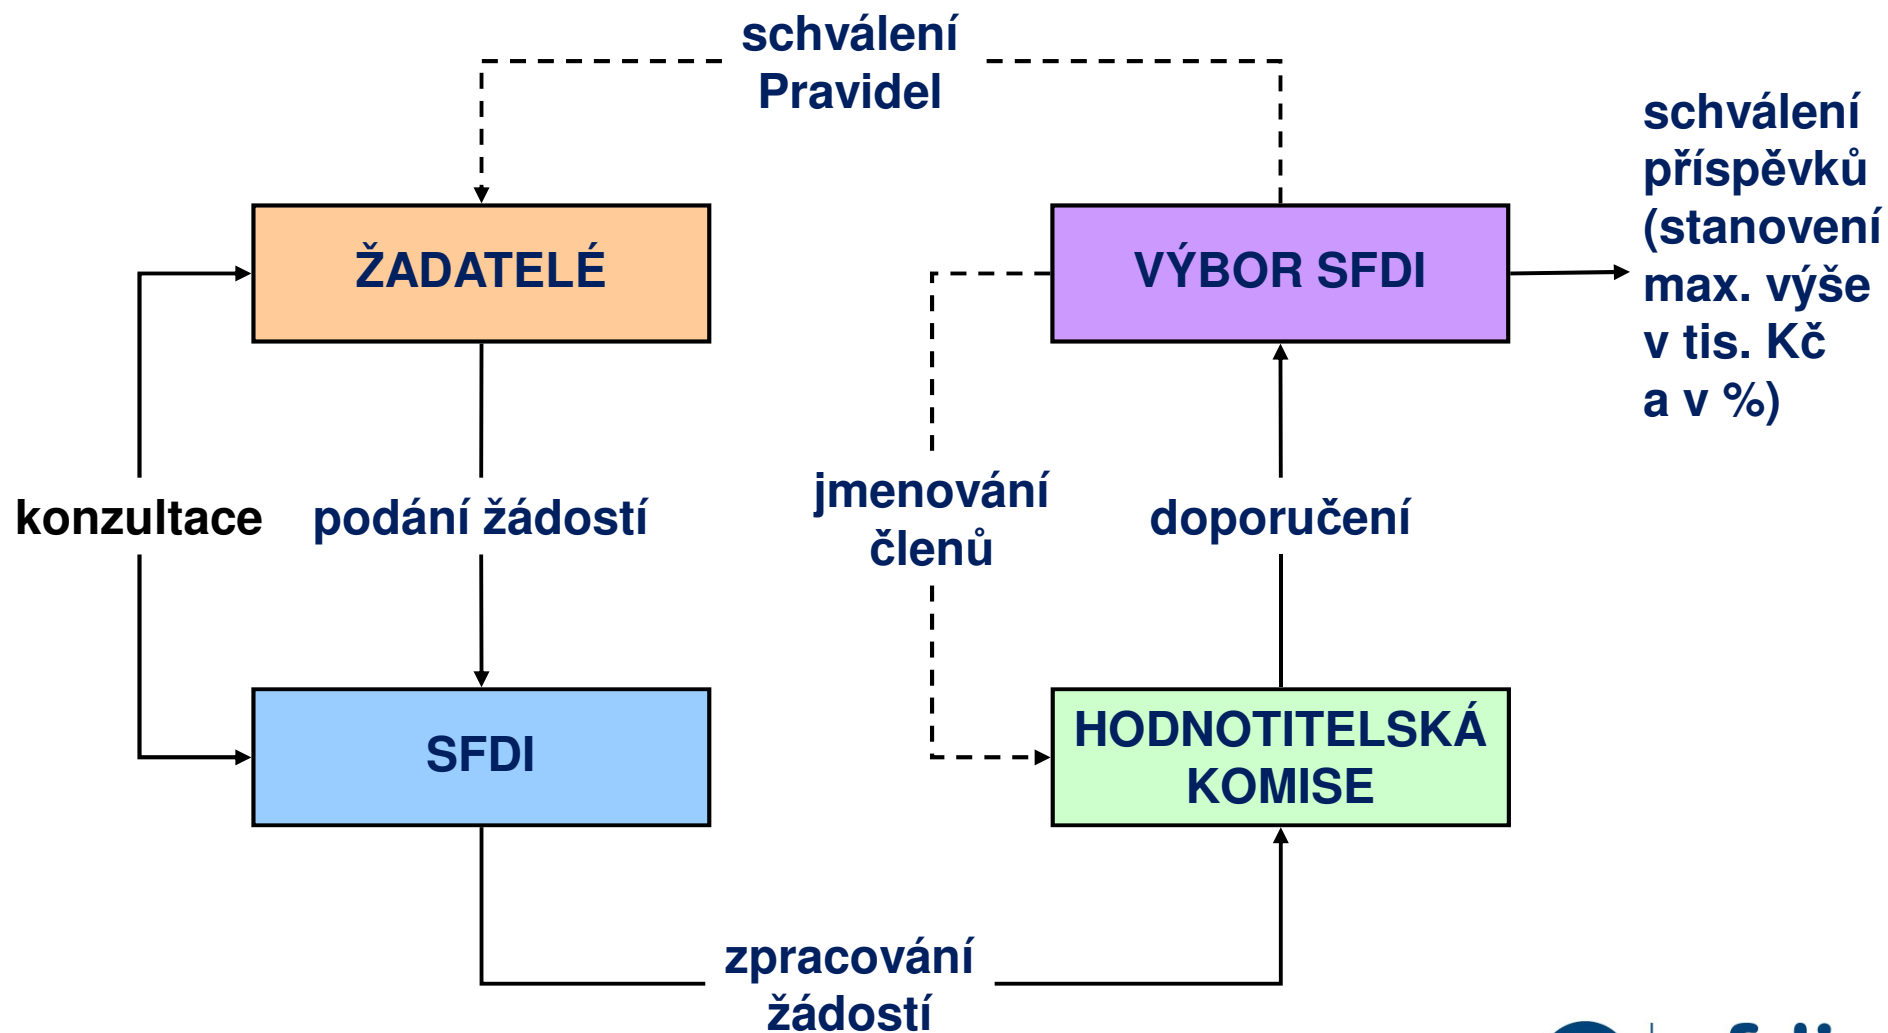 schválení
Pravidel
schválení
příspěvků
(stanovení
max. výše
v tis. Kč
a v %)
ŽADATELÉ
VÝBOR SFDI
konzultace
podání žádostí
jmenování
členů
doporučení
SFDI
HODNOTITELSKÁ
KOMISE
zpracování
žádostí